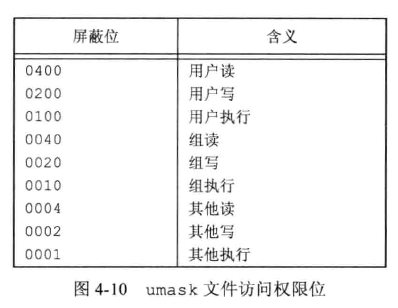 屏蔽位 含义
0400 用户读
0200 用户写
0100 用户执行
0040 组读
0020 组写
0010 组执行
0004 其他读
0002 其他写
0001 其他执行
图 4-10 umask 文件访问权限位